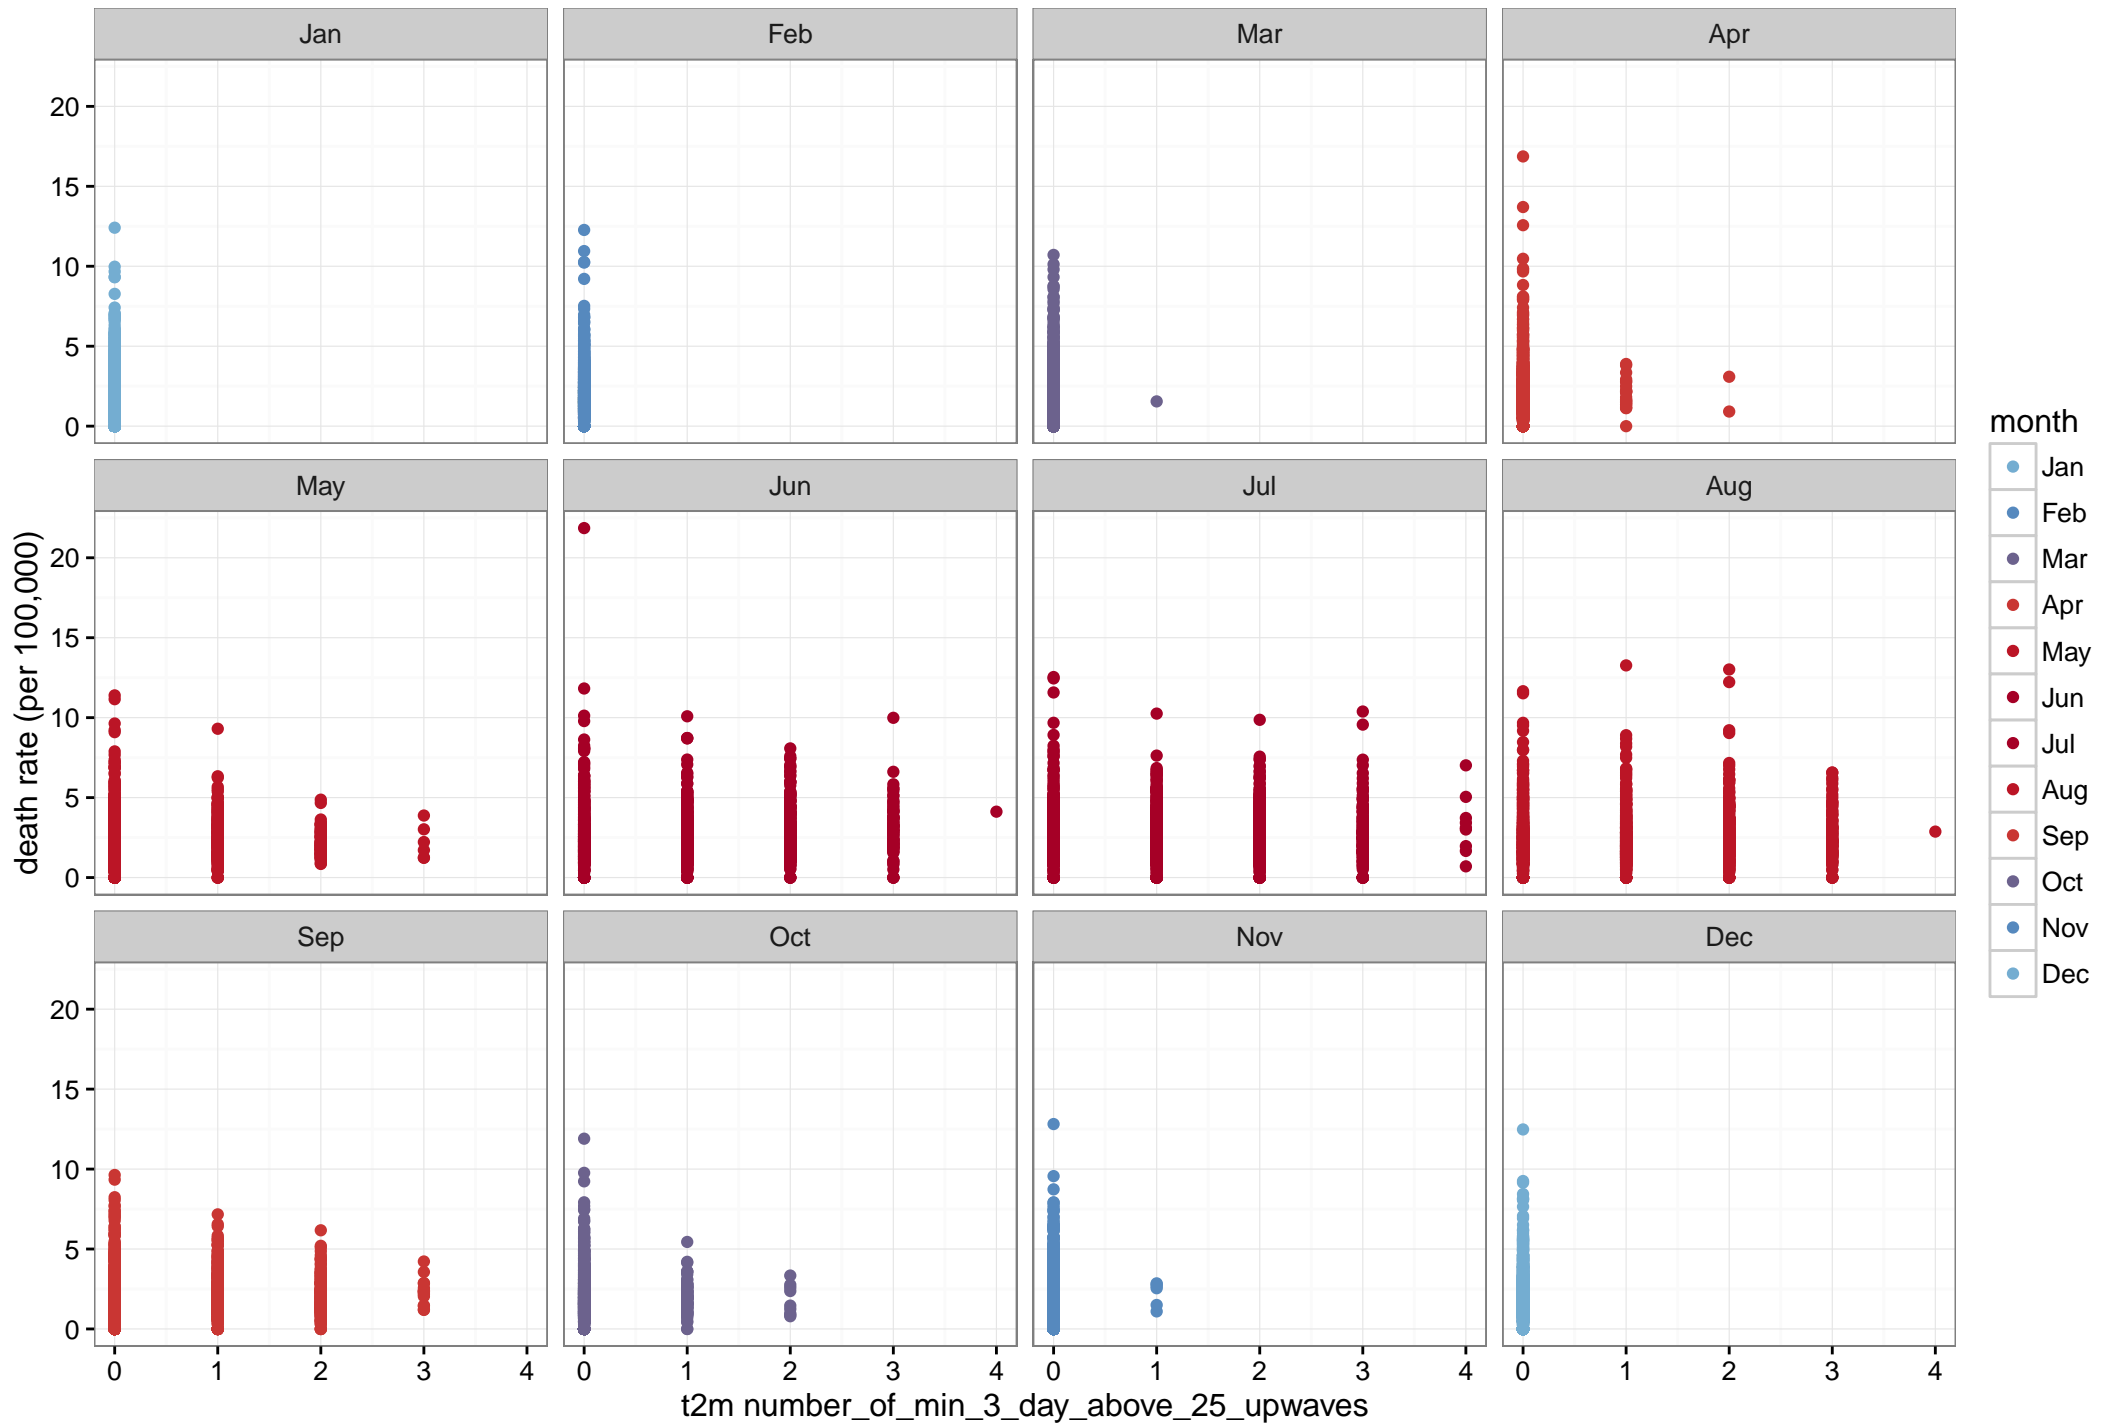 Jan Feb Mar Apr
20
15
10
5
0
May Jun Jul Aug
20
15
10
5
0
Sep Oct Nov Dec
20
15
10
5
0
0 1 2 3 4 0 1 2 3 4 0 1 2 3 4 0 1 2 3 4
t2m number_of_min_3_day_above_25_upwaves
death rate (per 100,000)
month
Jan
Feb
Mar
Apr
May
Jun
Jul
Aug
Sep
Oct
Nov
Dec